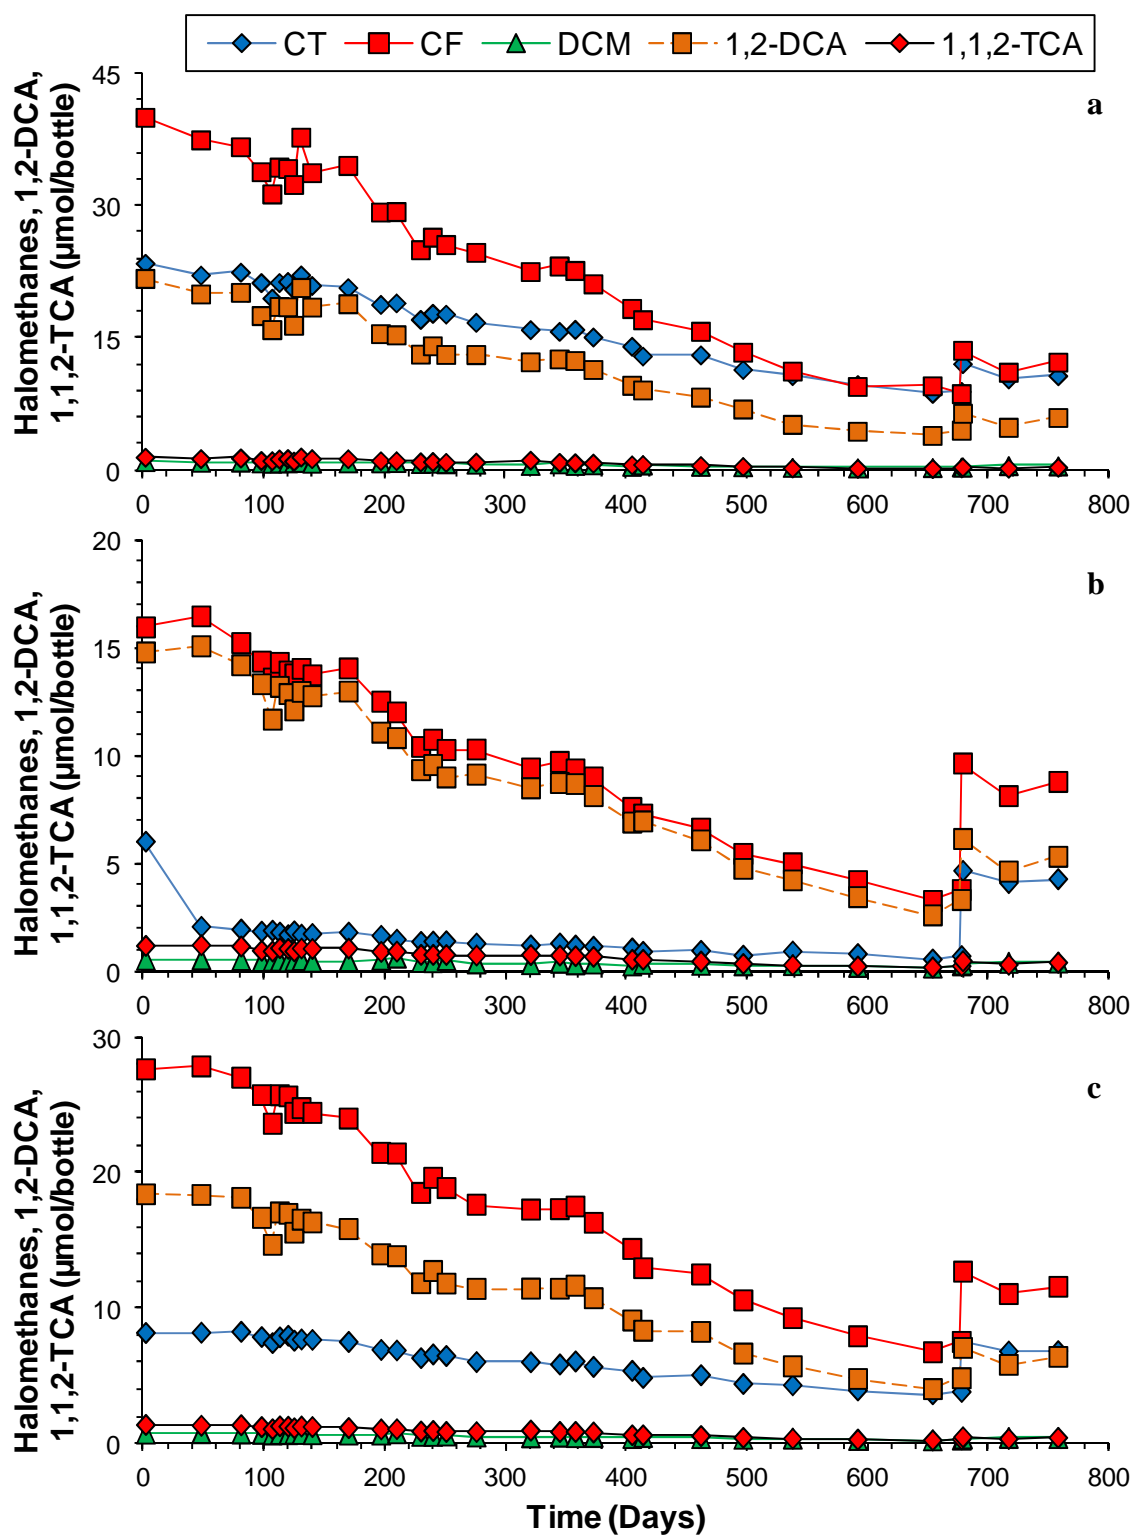 CT CF DCM 1,2-DCA 1,1,2-TCA
Halomethanes, 1,2-DCA,
1,1,2-TCA (µmol/bottle)
45
30
15
0
a
0 100 200 300 400 500 600 700 800
Halomethanes, 1,2-DCA,
1,1,2-TCA (µmol/bottle)
20
15
10
5
0
b
0 100 200 300 400 500 600 700 800
Halomethanes, 1,2-DCA,
1,1,2-TCA (µmol/bottle)
30
20
10
0
c
0 100 200 300 400 500 600 700 800
Time (Days)